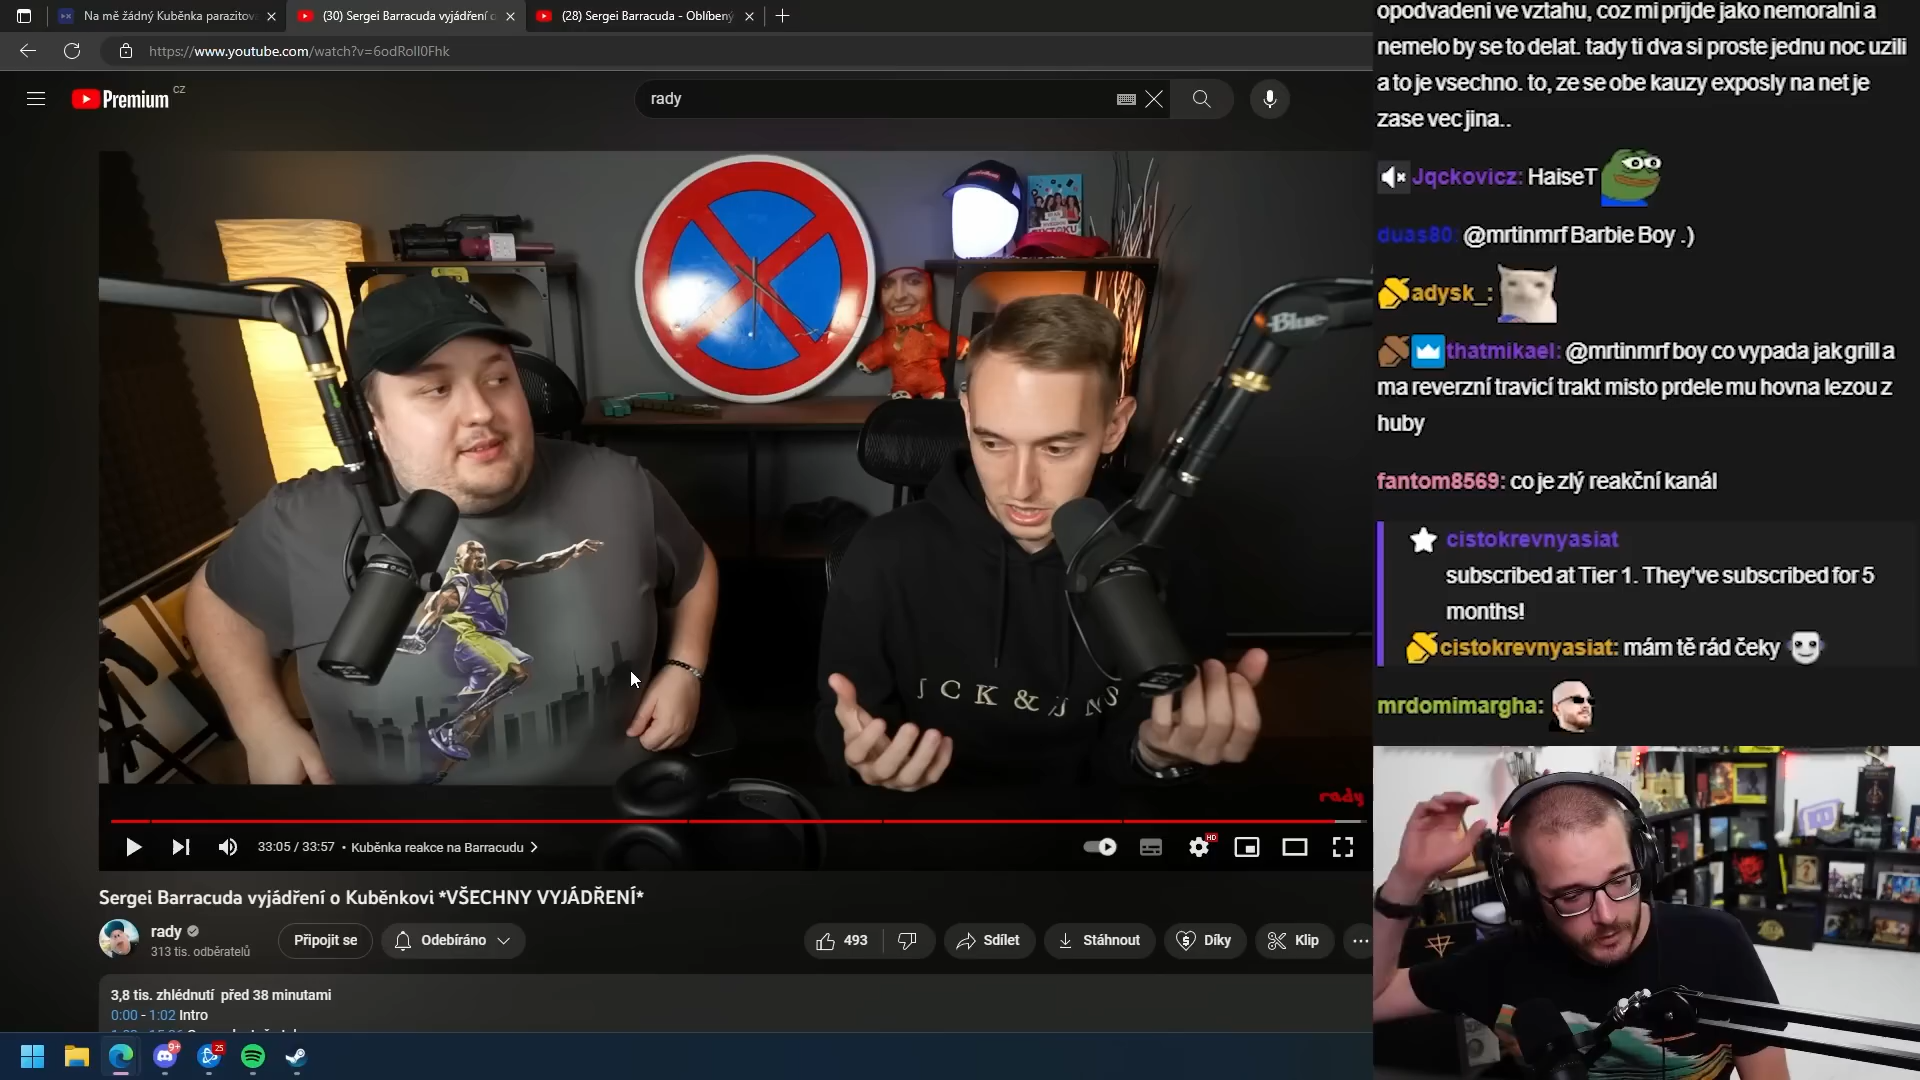 Na mě žádný Kuběnka parazitova
(30) Sergei Barracuda vyjádření o
(28) Sergei Barracuda - Oblíbený
https://www.youtube.com/watch?v=6odRoll0Fhk
Premium CZ
rady
Blue
rady
33:05 / 33:57 • Kuběnka reakce na Barracudu
HD
Sergei Barracuda vyjádření o Kuběnkovi *VŠECHNY VYJÁDŘENÍ*
rady
313 tis. odběratelů
Připojit se
Odebíráno
493
Sdílet
Stáhnout
Díky
Klip
3,8 tis. zhlédnutí před 38 minutami
0:00 - 1:02 Intro
9+
25
opodvadeni ve vztahu, coz mi prijde jako nemoralni a
nemelo by se to delat. tady ti dva si proste jednu noc uzili
a to je vsechno. to, ze se obe kauzy exposly na net je
zase vec jina..
Jqckovicz: HaiseT
duas80: @mrtinmrf Barbie Boy .)
adysk_:
thatmikael: @mrtinmrf boy co vypada jak grill a
ma reverzní travicí trakt misto prdele mu hovna lezou z
huby
fantom8569: co je zlý reakční kanál
cistokrevnyasiat
subscribed at Tier 1. They've subscribed for 5
months!
cistokrevnyasiat: mám tě rád čeky
mrdomimargha: